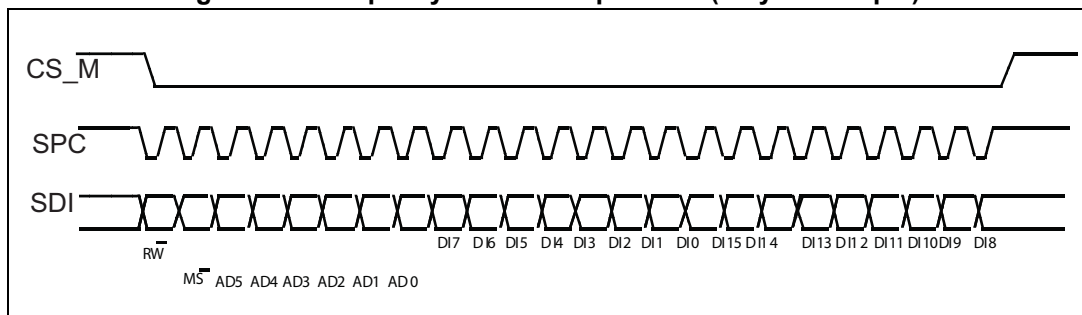 CS_M
SPC
SDI
DI7 DI6 DI5 DI4 DI3 DI2 DI1 DI0 DI15 DI14 DI13 DI12 DI11 DI10 DI9 DI8
RW
MS AD5 AD4 AD3 AD2 AD1 AD0